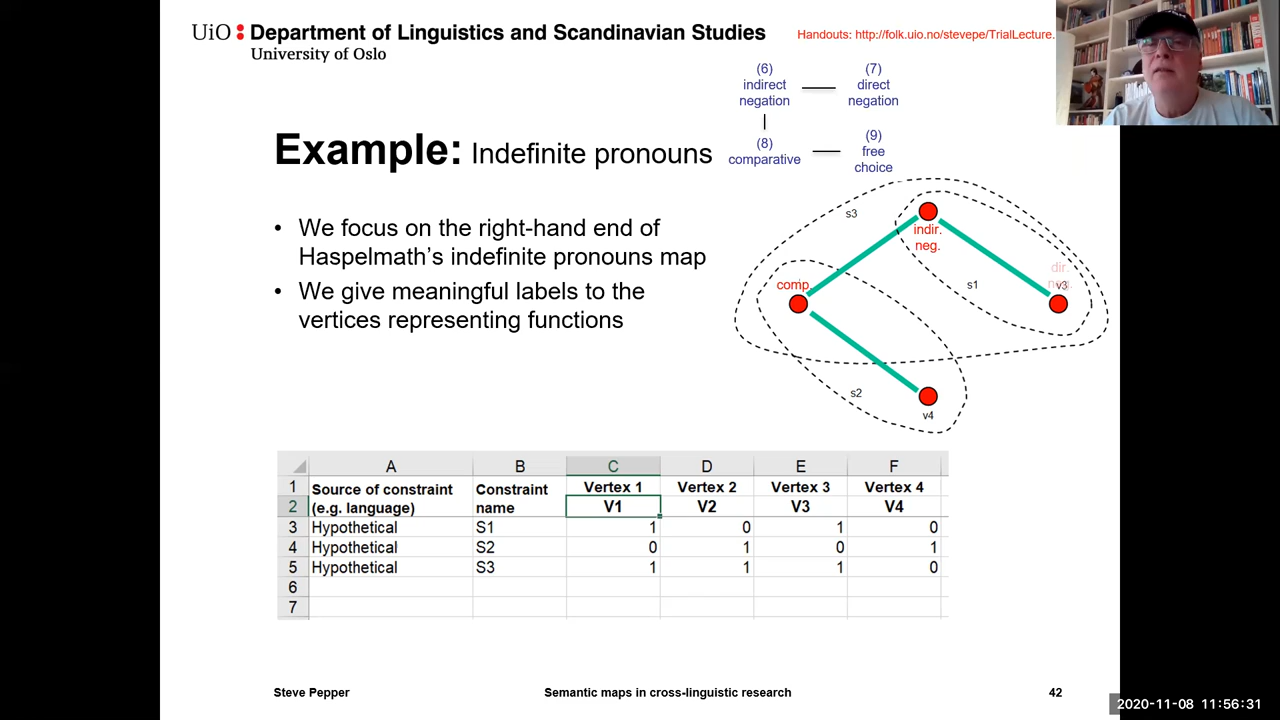 UiO : Department of Linguistics and Scandinavian Studies
University of Oslo
Handouts: http://folk.uio.no/stevepe/TrialLecture.
(6)
indirect
negation
(7)
direct
negation
(8)
comparative
(9)
free
choice
Example: Indefinite pronouns
• We focus on the right-hand end of
Haspelmath’s indefinite pronouns map
• We give meaningful labels to the
vertices representing functions
s3
indir.
neg.
dir.
neg.
v3
comp.
s1
s2
v4
A B C D E F
1 Source of constraint Constraint Vertex 1 Vertex 2 Vertex 3 Vertex 4
2 (e.g. language) name V1 V2 V3 V4
3 Hypothetical S1 1 0 1 0
4 Hypothetical S2 0 1 0 1
5 Hypothetical S3 1 1 1 0
6
7
Steve Pepper Semantic maps in cross-linguistic research 42
2020-11-08 11:56:31